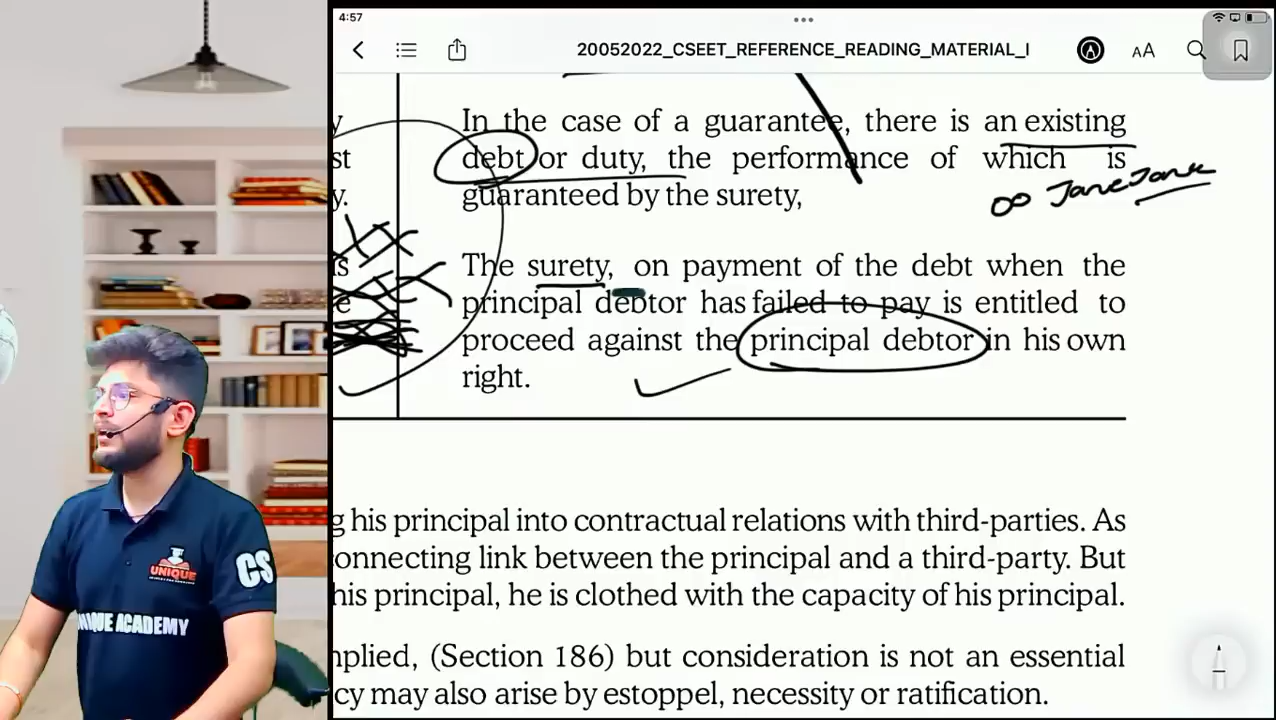 4:57
20052022_CSEET_REFERENCE_READING_MATERIAL_I
AA
y
st
y.
is
e
In the case of a guarantee, there is an existing
debt or duty, the performance of which is
guaranteed by the surety,
The surety, on payment of the debt when the
principal debtor has failed to pay is entitled to
proceed against the principal debtor in his own
right.
g his principal into contractual relations with third-parties. As
onnecting link between the principal and a third-party. But
his principal, he is clothed with the capacity of his principal.
nplied, (Section 186) but consideration is not an essential
cy may also arise by estoppel, necessity or ratification.
UNIQUE
CS
UNIQUE ACADEMY